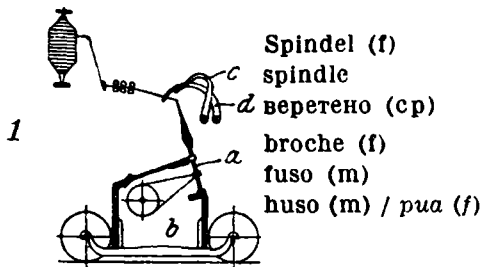 1
c
d
a
b
Spindel (f)
spindle
веретено (ср)
broche (f)
fuso (m)
huso (m) / pua (f)